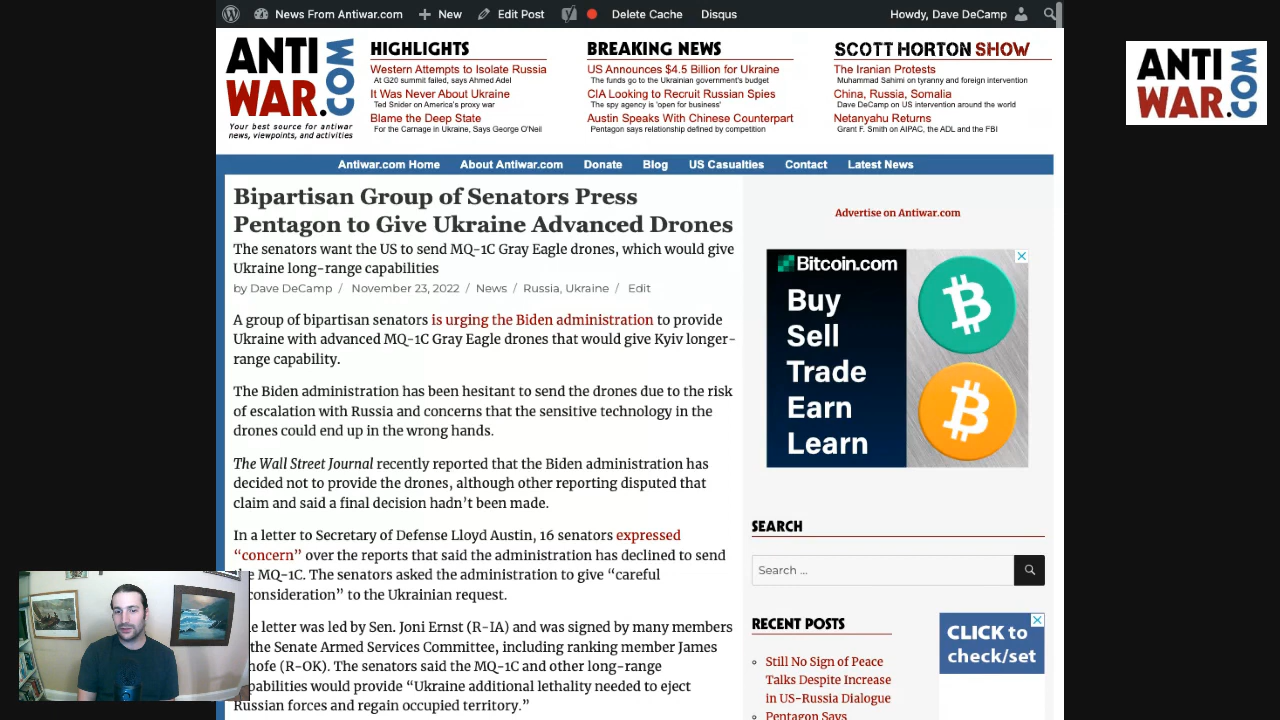 News From Antiwar.com
New
Edit Post
Delete Cache
Disqus
Howdy, Dave DeCamp
ANTI
WAR.COM
Your best source for antiwar
news, viewpoints, and activities
HIGHLIGHTS
Western Attempts to Isolate Russia
At G20 summit failed, says Ahmed Adel
It Was Never About Ukraine
Ted Snider on America's proxy war
Blame the Deep State
For the Carnage in Ukraine, Says George O'Neil
BREAKING NEWS
US Announces $4.5 Billion for Ukraine
The funds go to the Ukrainian government's budget
CIA Looking to Recruit Russian Spies
The spy agency is 'open for business'
Austin Speaks With Chinese Counterpart
Pentagon says relationship defined by competition
SCOTT HORTON SHOW
The Iranian Protests
Muhammad Sahimi on tyranny and foreign intervention
China, Russia, Somalia
Dave DeCamp on US intervention around the world
Netanyahu Returns
Grant F. Smith on AIPAC, the ADL and the FBI
ANTI
WAR.COM
Antiwar.com Home
About Antiwar.com
Donate
Blog
US Casualties
Contact
Latest News
Bipartisan Group of Senators Press
Pentagon to Give Ukraine Advanced Drones
The senators want the US to send MQ-1C Gray Eagle drones, which would give
Ukraine long-range capabilities
by Dave DeCamp / November 23, 2022 / News / Russia, Ukraine / Edit
A group of bipartisan senators is urging the Biden administration to provide
Ukraine with advanced MQ-1C Gray Eagle drones that would give Kyiv longer-
range capability.
The Biden administration has been hesitant to send the drones due to the risk
of escalation with Russia and concerns that the sensitive technology in the
drones could end up in the wrong hands.
The Wall Street Journal recently reported that the Biden administration has
decided not to provide the drones, although other reporting disputed that
claim and said a final decision hadn't been made.
In a letter to Secretary of Defense Lloyd Austin, 16 senators expressed
"concern" over the reports that said the administration has declined to send
MQ-1C. The senators asked the administration to give "careful
consideration" to the Ukrainian request.
letter was led by Sen. Joni Ernst (R-IA) and was signed by many members
the Senate Armed Services Committee, including ranking member James
(R-OK). The senators said the MQ-1C and other long-range
would provide "Ukraine additional lethality needed to eject
Russian forces and regain occupied territory."
Advertise on Antiwar.com
Bitcoin.com
Buy
Sell
Trade
Earn
Learn
SEARCH
Search ...
RECENT POSTS
Still No Sign of Peace
Talks Despite Increase
in US-Russia Dialogue
Pentagon Says
CLICK to
check/set